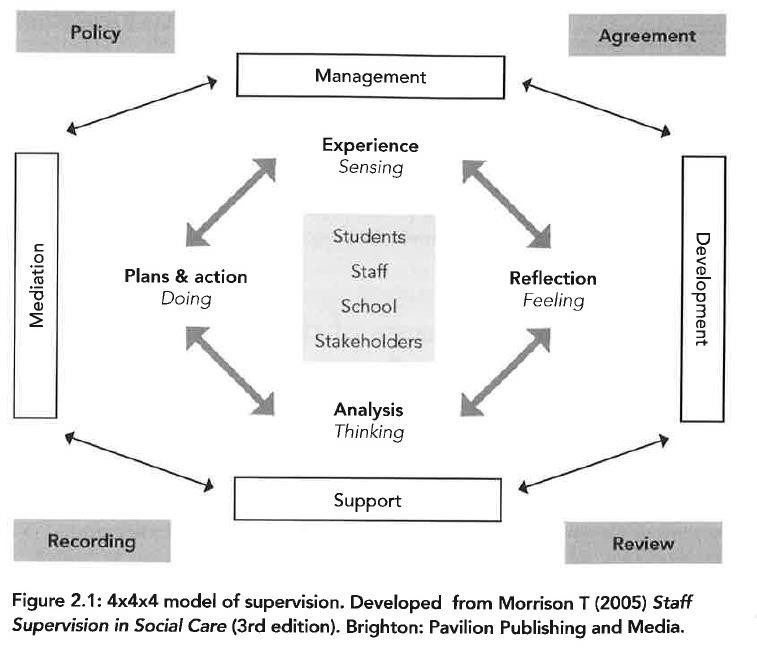 Policy
Agreement
Management
Experience
Sensing
Students
Staff
School
Stakeholders
Plans & action
Doing
Reflection
Feeling
Mediation
Development
Analysis
Thinking
Support
Recording
Review
Figure 2.1: 4x4x4 model of supervision. Developed from Morrison T (2005) Staff
Supervision in Social Care (3rd edition). Brighton: Pavilion Publishing and Media.